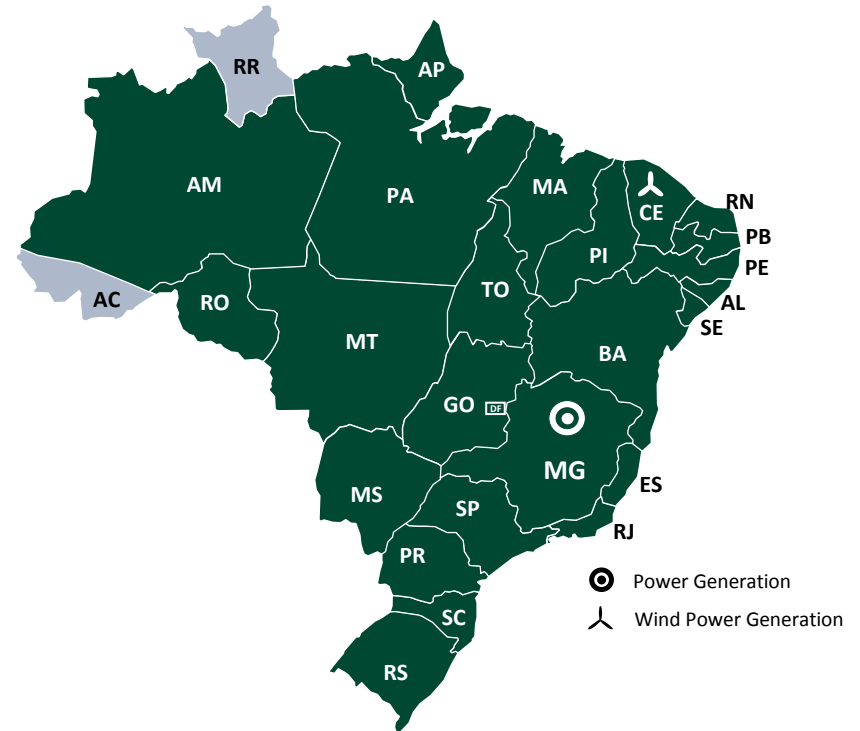 RR
AP
AM
PA
MA
CE
RN
PB
PI
PE
AC
RO
TO
AL
SE
MT
BA
GO
DF
MG
MS
SP
ES
RJ
PR
Power Generation
SC
Wind Power Generation
RS